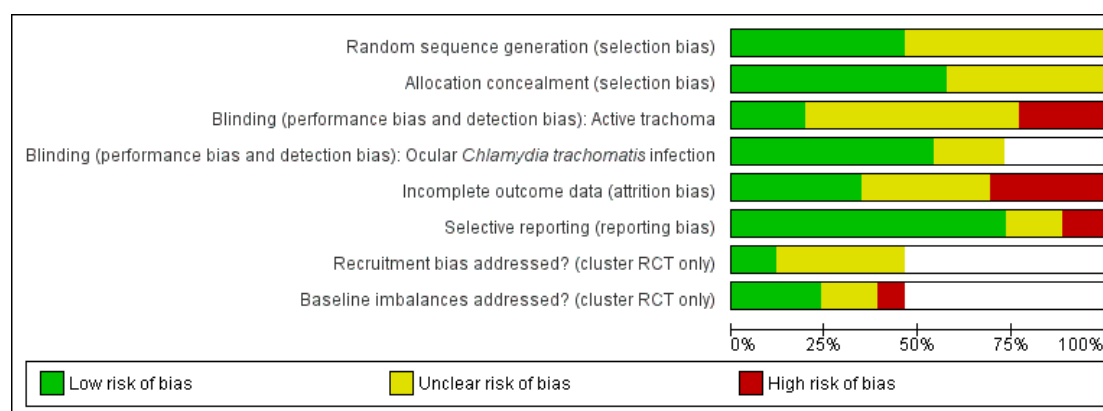 Random sequence generation (selection bias)
Allocation concealment (selection bias)
Blinding (performance bias and detection bias): Active trachoma
Blinding (performance bias and detection bias): Ocular Chlamydia trachomatis infection
Incomplete outcome data (attrition bias)
Selective reporting (reporting bias)
Recruitment bias addressed? (cluster RCT only)
Baseline imbalances addressed? (cluster RCT only)
0% 25% 50% 75% 100%
Low risk of bias Unclear risk of bias High risk of bias